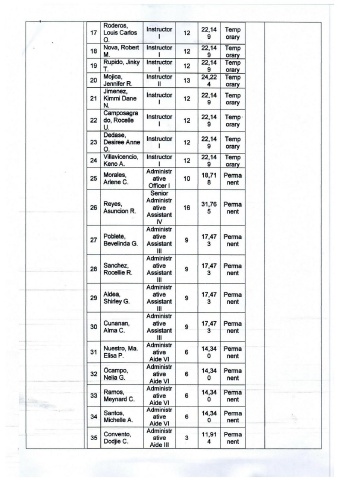 17 Roderos, Louis Carlos O. Instructor I 12 22,149 Temporary
18 Nova, Robert M. Instructor I 12 22,149 Temporary
19 Rupido, Jinky T. Instructor I 12 22,149 Temporary
20 Mojica, Jennifor R. Instructor II 13 24,224 Temporary
21 Jimenez, Kimmi Dane N. Instructor I 12 22,149 Temporary
22 Camposagrado, Rocelle U. Instructor I 12 22,149 Temporary
23 Dedase, Desiree Anne O. Instructor I 12 22,149 Temporary
24 Villavicencio, Keno A. Instructor I 12 22,149 Temporary
25 Morales, Arlene C. Administrative Officer I 10 18,718 Permanent
26 Reyes, Asuncion R. Senior Administrative Assistant IV 16 31,765 Permanent
27 Poblete, Bevelinda G. Administrative Assistant III 9 17,473 Permanent
28 Sanchez, Rocellie R. Administrative Assistant III 9 17,473 Permanent
29 Aldea, Shirley G. Administrative Assistant III 9 17,473 Permanent
30 Cunanan, Alma C. Administrative Assistant III 9 17,473 Permanent
31 Nuestro, Ma. Elisa P. Administrative Aide VI 6 14,340 Permanent
32 Ocampo, Nelia G. Administrative Aide VI 6 14,340 Permanent
33 Ramos, Meynard C. Administrative Aide VI 6 14,340 Permanent
34 Santos, Michelle A. Administrative Aide VI 6 14,340 Permanent
35 Convento, Dodjie C. Administrative Aide III 3 11,914 Permanent